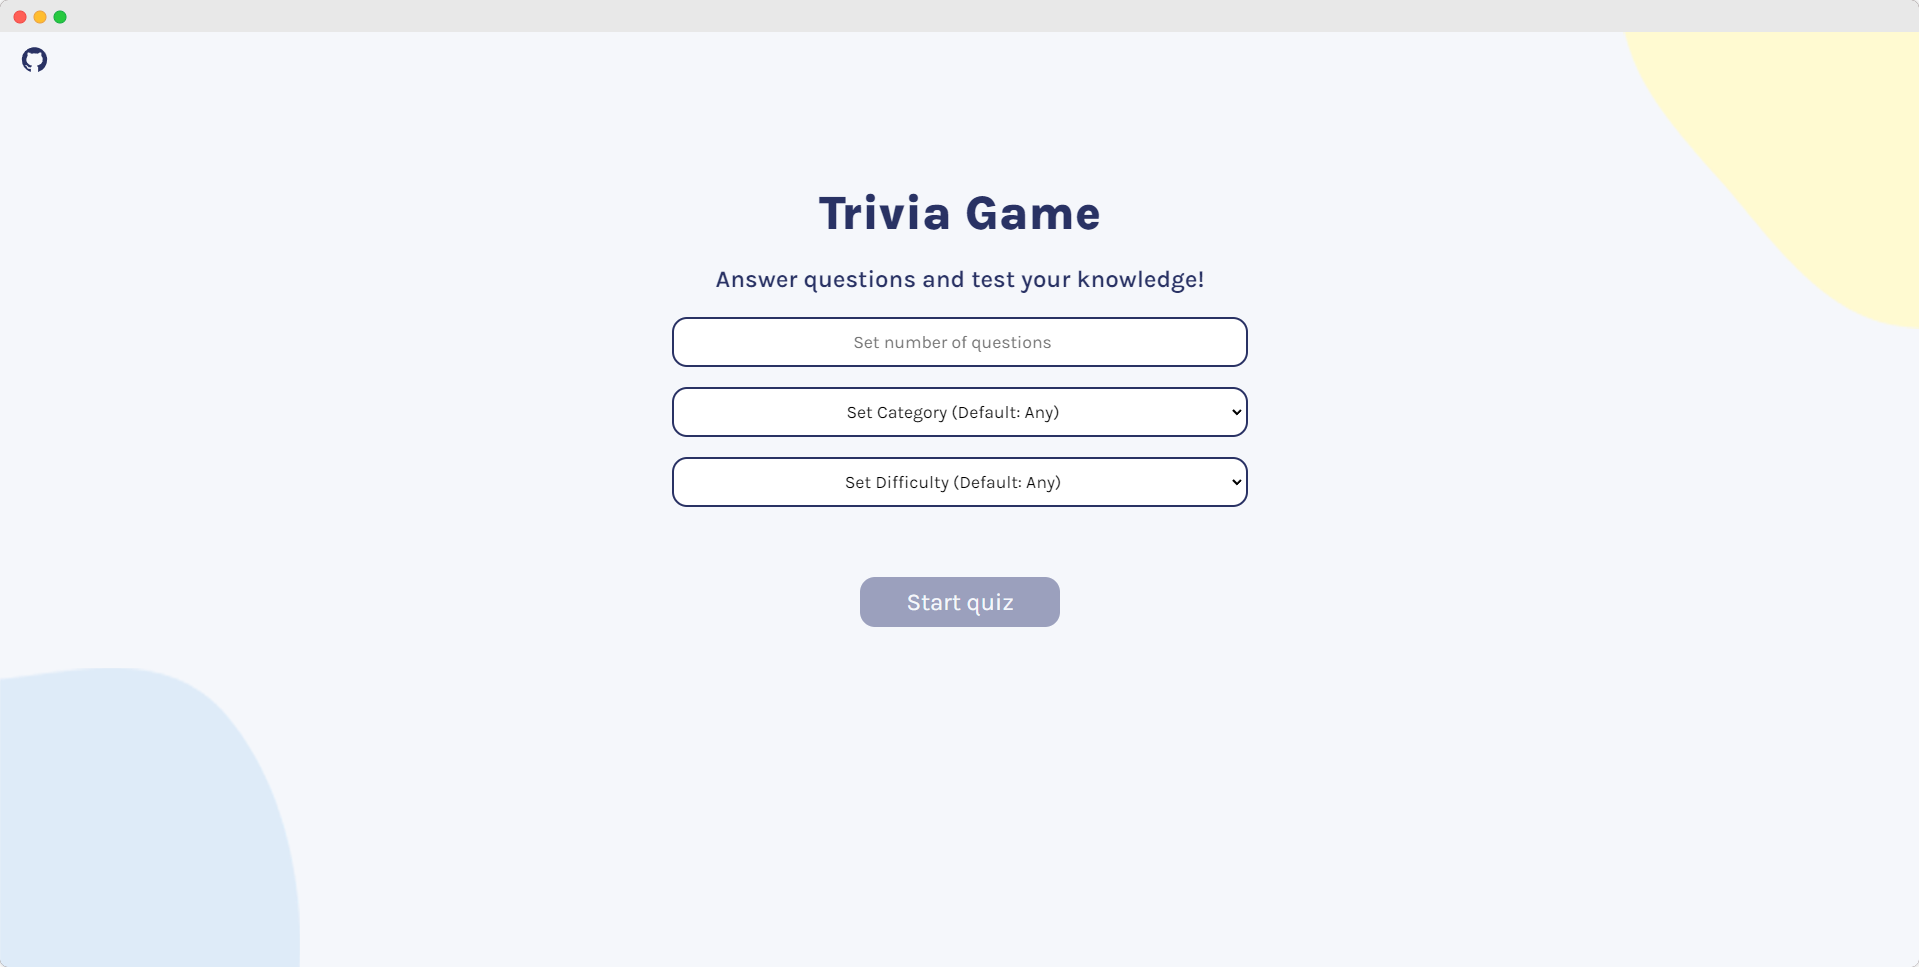 Trivia Game
Answer questions and test your knowledge!
Set number of questions
Set Category (Default: Any)
Set Difficulty (Default: Any)
Start quiz